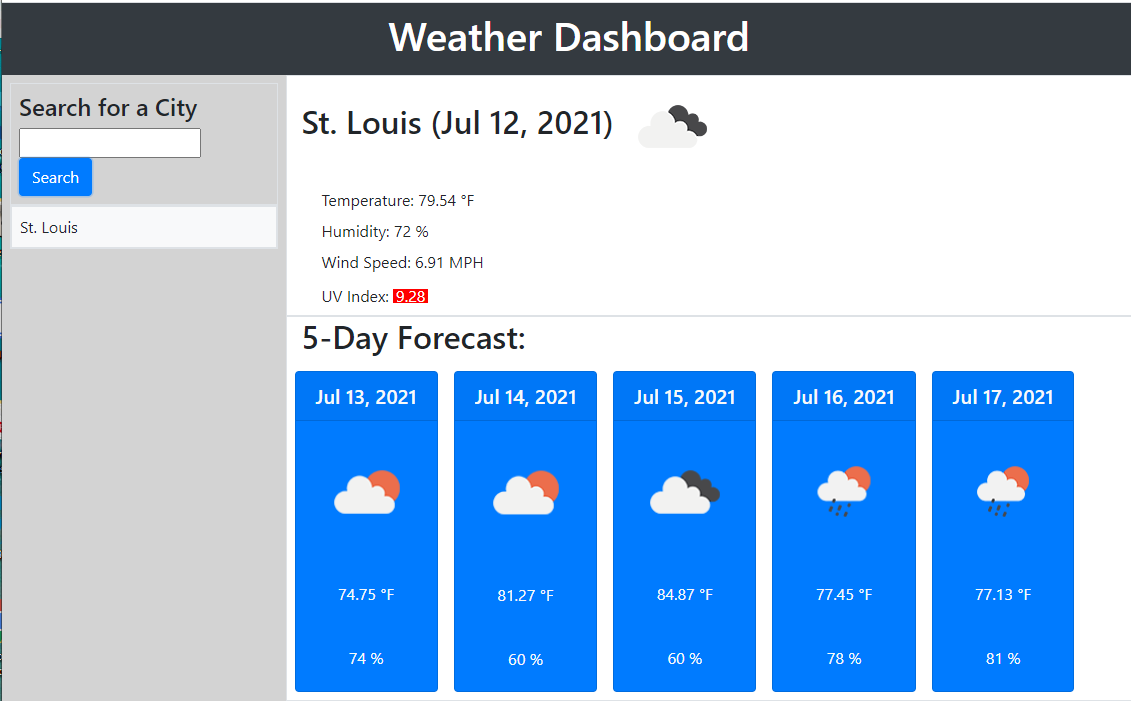 Weather Dashboard
Search for a City
Search
St. Louis
St. Louis (Jul 12, 2021)
Temperature: 79.54 °F
Humidity: 72 %
Wind Speed: 6.91 MPH
UV Index: 9.28
5-Day Forecast:
Jul 13, 2021
74.75 °F
74 %
Jul 14, 2021
81.27 °F
60 %
Jul 15, 2021
84.87 °F
60 %
Jul 16, 2021
77.45 °F
78 %
Jul 17, 2021
77.13 °F
81 %